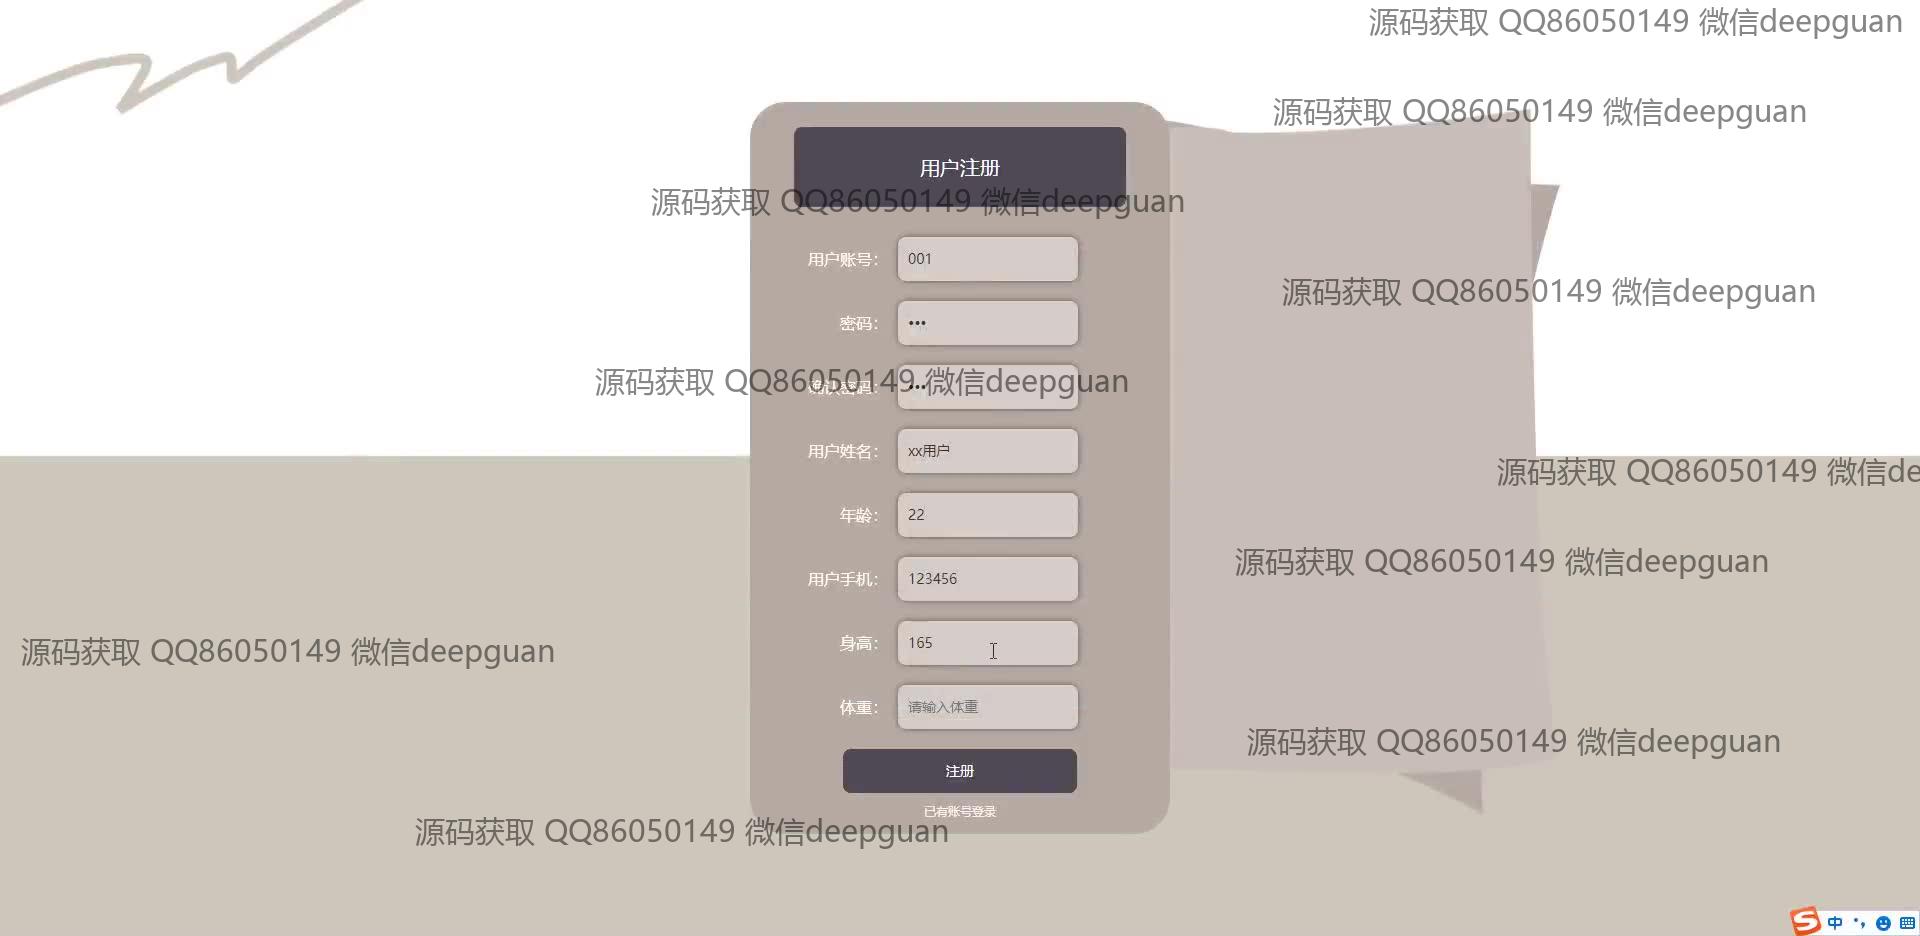 源码获取 QQ86050149 微信deepguan
源码获取 QQ86050149 微信deepguan
用户注册
源码获取 QQ86050149 微信deepguan
用户账号：
001
源码获取 QQ86050149 微信deepguan
密码：
•••
源码获取 QQ86050149 微信deepguan
确认密码：
•••
用户姓名：
xx用户
源码获取 QQ86050149 微信de
年龄：
22
源码获取 QQ86050149 微信deepguan
用户手机：
123456
源码获取 QQ86050149 微信deepguan
身高：
165
体重：
请输入体重
源码获取 QQ86050149 微信deepguan
注册
已有账号登录
源码获取 QQ86050149 微信deepguan
中